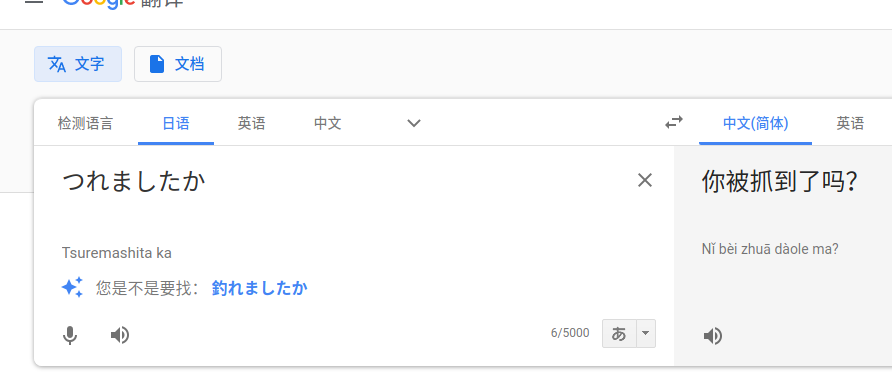 Google 翻译
文字 文档
检测语言 日语 英语 中文 中文(简体) 英语
つれましたか
你被抓到了吗？
Tsuremashita ka
Nǐ bèi zhuā dàole ma?
您是不是要找： 釣れましたか
6/5000 あ